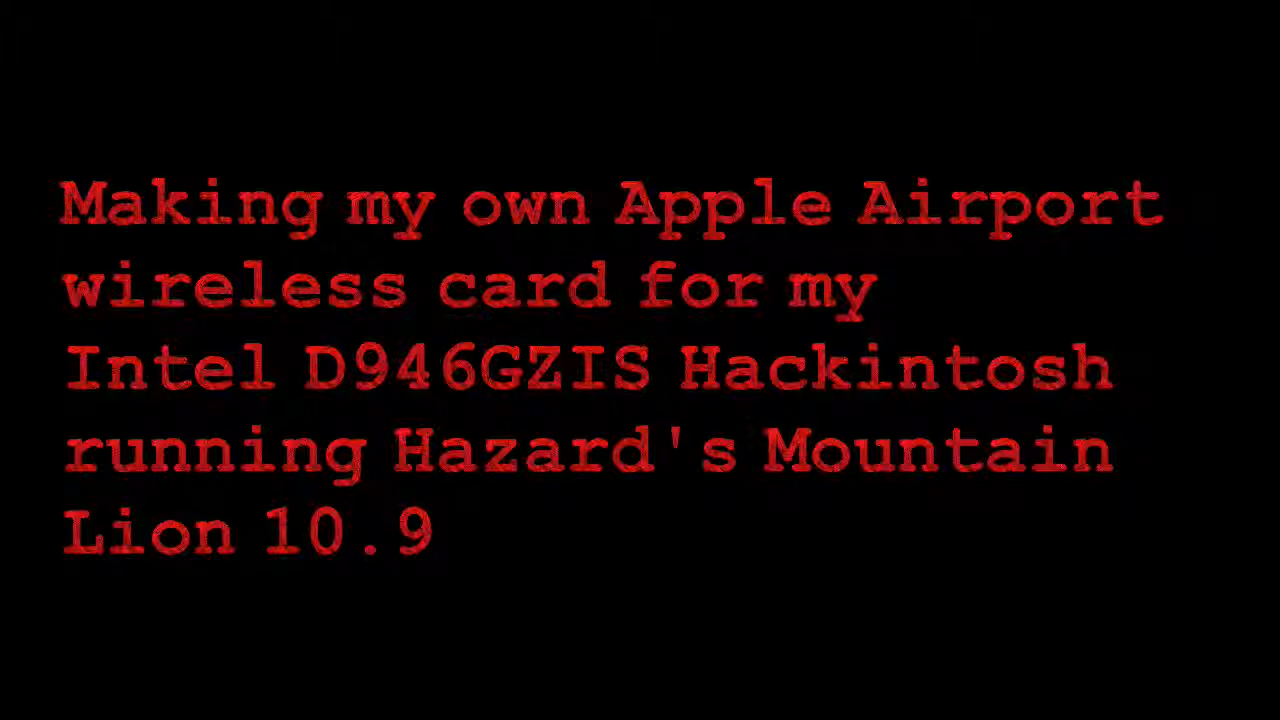 Making my own Apple Airport
wireless card for my
Intel D946GZIS Hackintosh
running Hazard's Mountain
Lion 10.9